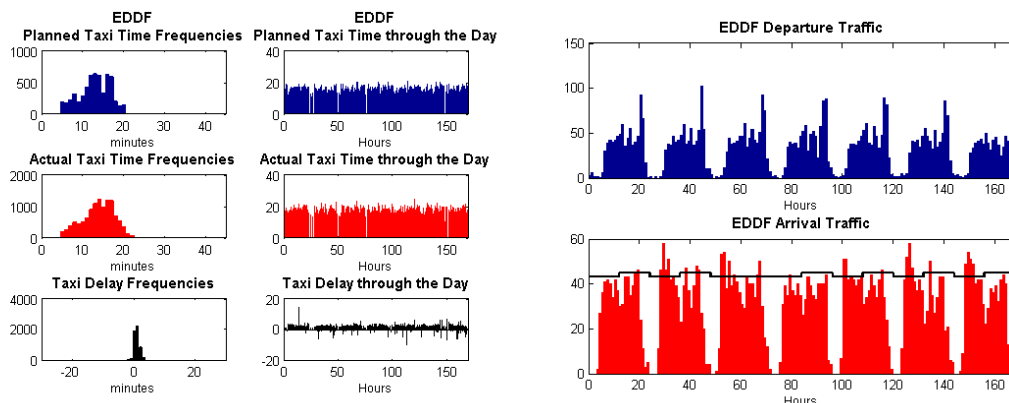 EDDF
Planned Taxi Time Frequencies
1000
500
0
0 10 20 30 40
minutes
EDDF
Planned Taxi Time through the Day
40
20
0
0 50 100 150
Hours
Actual Taxi Time Frequencies
2000
1000
0
0 10 20 30 40
minutes
Actual Taxi Time through the Day
40
20
0
0 50 100 150
Hours
Taxi Delay Frequencies
4000
2000
0
-20 0 20
minutes
Taxi Delay through the Day
20
0
-20
0 50 100 150
Hours
EDDF Departure Traffic
150
100
50
0
0 20 40 60 80 100 120 140 160
Hours
EDDF Arrival Traffic
60
40
20
0
0 20 40 60 80 100 120 140 160
Hours